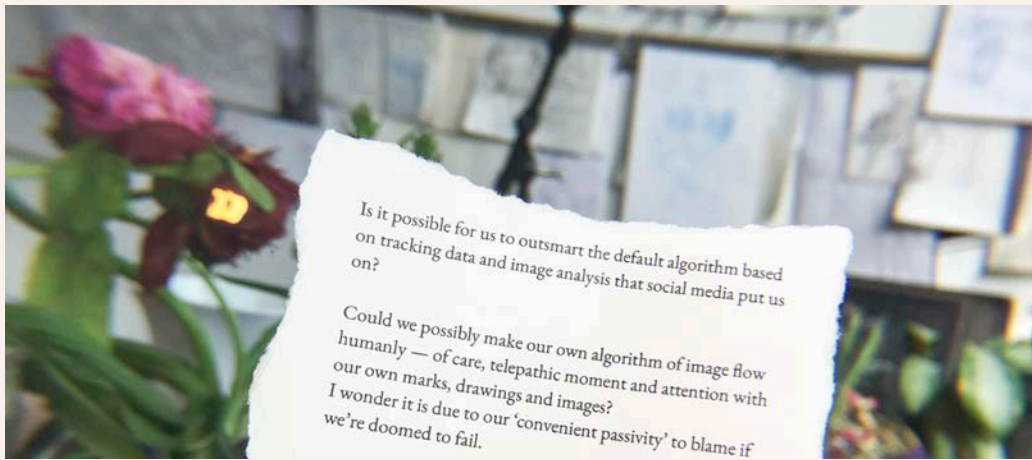 Is it possible for us to outsmart the default algorithm based
on tracking data and image analysis that social media put us
on?
Could we possibly make our own algorithm of image flow
humanly — of care, telepathic moment and attention with
our own marks, drawings and images?
I wonder it is due to our ‘convenient passivity’ to blame if
we’re doomed to fail.